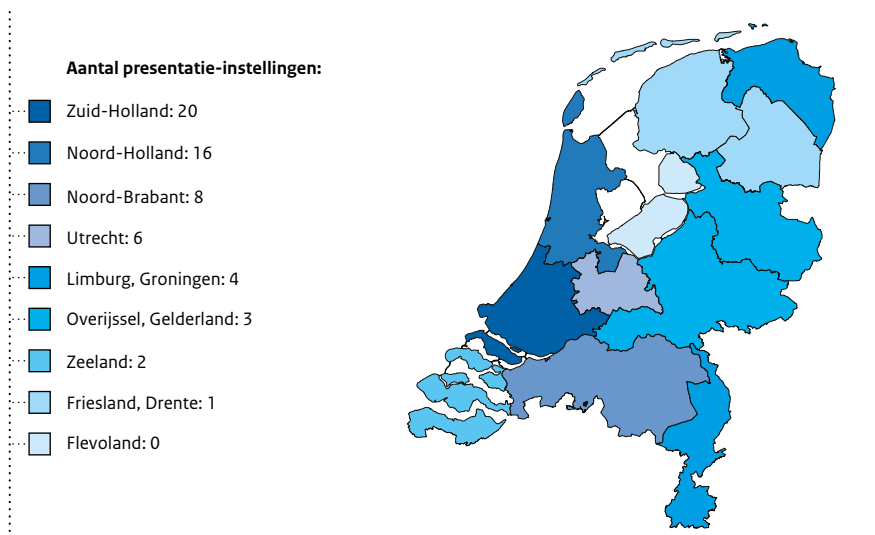 Aantal presentatie-instellingen:
Zuid-Holland: 20
Noord-Holland: 16
Noord-Brabant: 8
Utrecht: 6
Limburg, Groningen: 4
Overijssel, Gelderland: 3
Zeeland: 2
Friesland, Drente: 1
Flevoland: 0